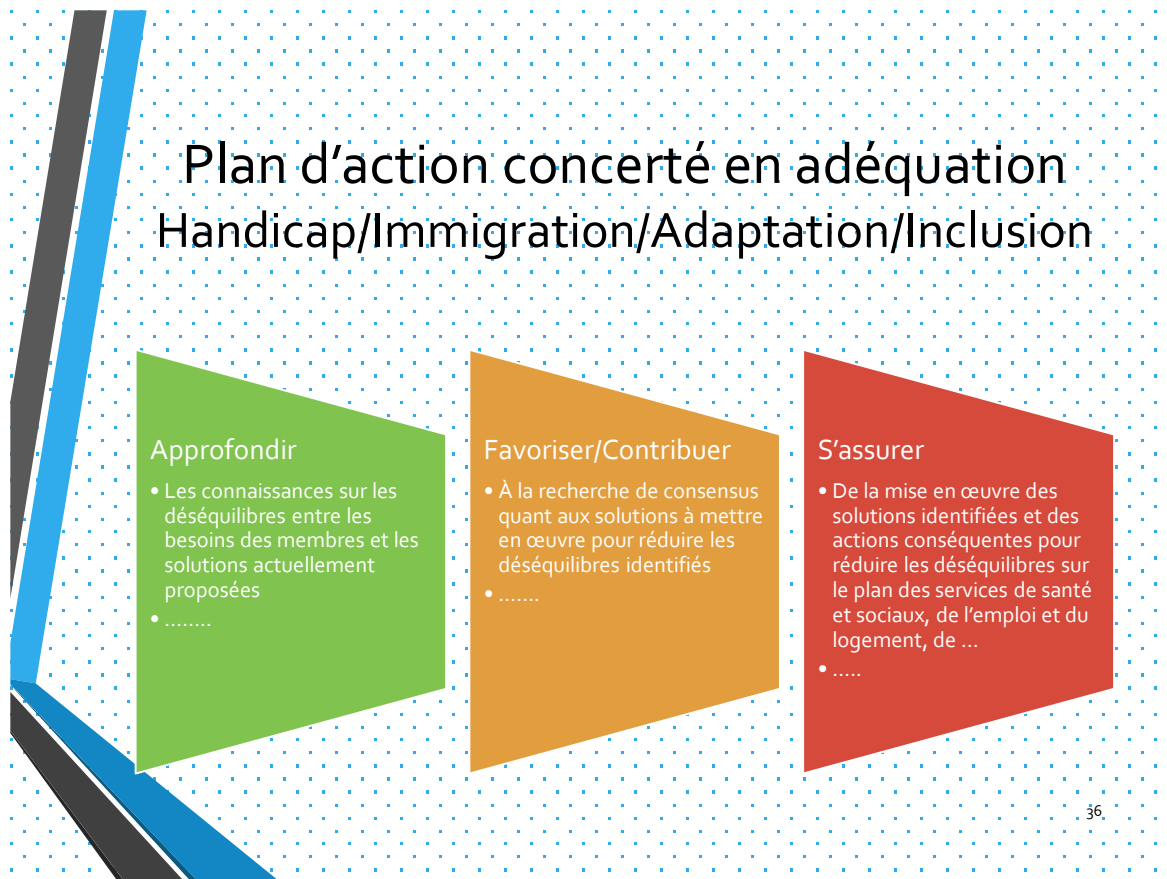 Plan d’action concerté en adéquation
Handicap/Immigration/Adaptation/Inclusion
Approfondir
• Les connaissances sur les
déséquilibres entre les
besoins des membres et les
solutions actuellement
proposées
• ........
Favoriser/Contribuer
• À la recherche de consensus
quant aux solutions à mettre
en œuvre pour réduire les
déséquilibres identifiés
• .......
S’assurer
• De la mise en œuvre des
solutions identifiées et des
actions conséquentes pour
réduire les déséquilibres sur
le plan des services de santé
et sociaux, de l’emploi et du
logement, de ...
• .....
36